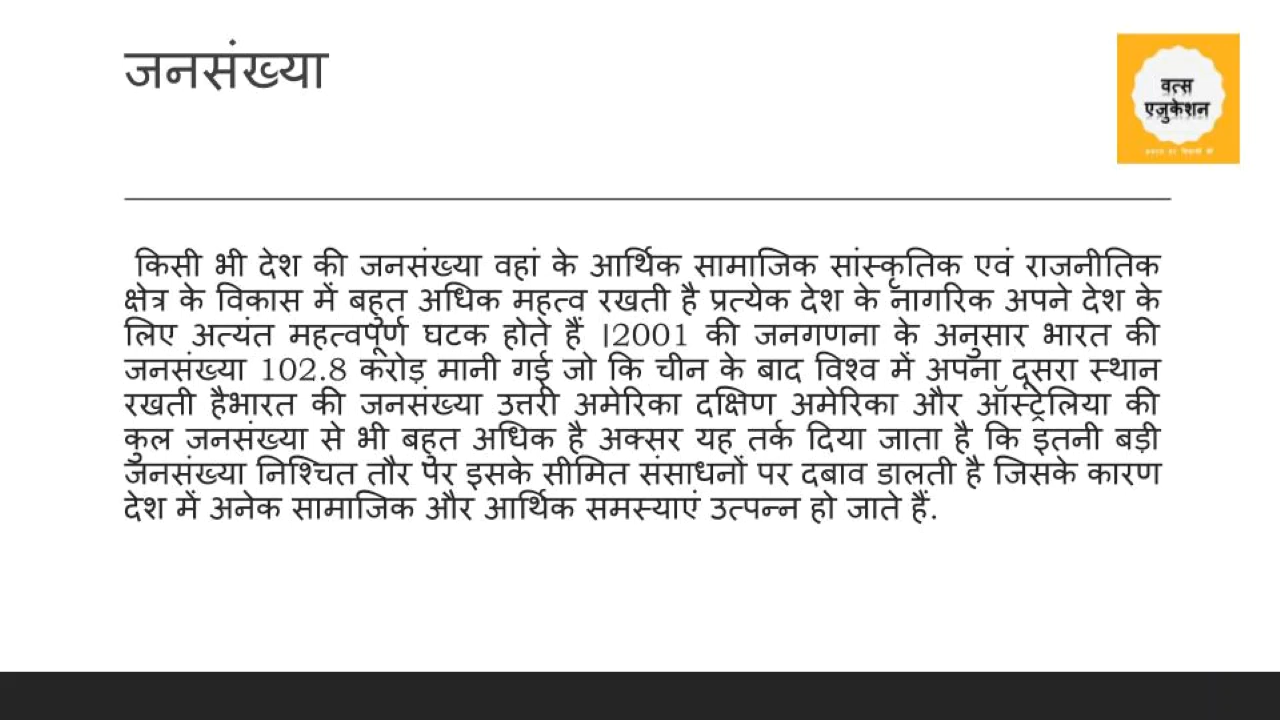 जनसंख्या
वत्स
एजुकेशन
किसी भी देश की जनसंख्या वहां के आर्थिक सामाजिक सांस्कृतिक एवं राजनीतिक
क्षेत्र के विकास में बहुत अधिक महत्व रखती है प्रत्येक देश के नागरिक अपने देश के
लिए अत्यंत महत्वपूर्ण घटक होते हैं |2001 की जनगणना के अनुसार भारत की
जनसंख्या 102.8 करोड़ मानी गई जो कि चीन के बाद विश्व में अपना दूसरा स्थान
रखती हैभारत की जनसंख्या उत्तरी अमेरिका दक्षिण अमेरिका और ऑस्ट्रेलिया की
कुल जनसंख्या से भी बहुत अधिक है अक्सर यह तर्क दिया जाता है कि इतनी बड़ी
जनसंख्या निश्चित तौर पर इसके सीमित संसाधनों पर दबाव डालती है जिसके कारण
देश में अनेक सामाजिक और आर्थिक समस्याएं उत्पन्न हो जाते हैं.